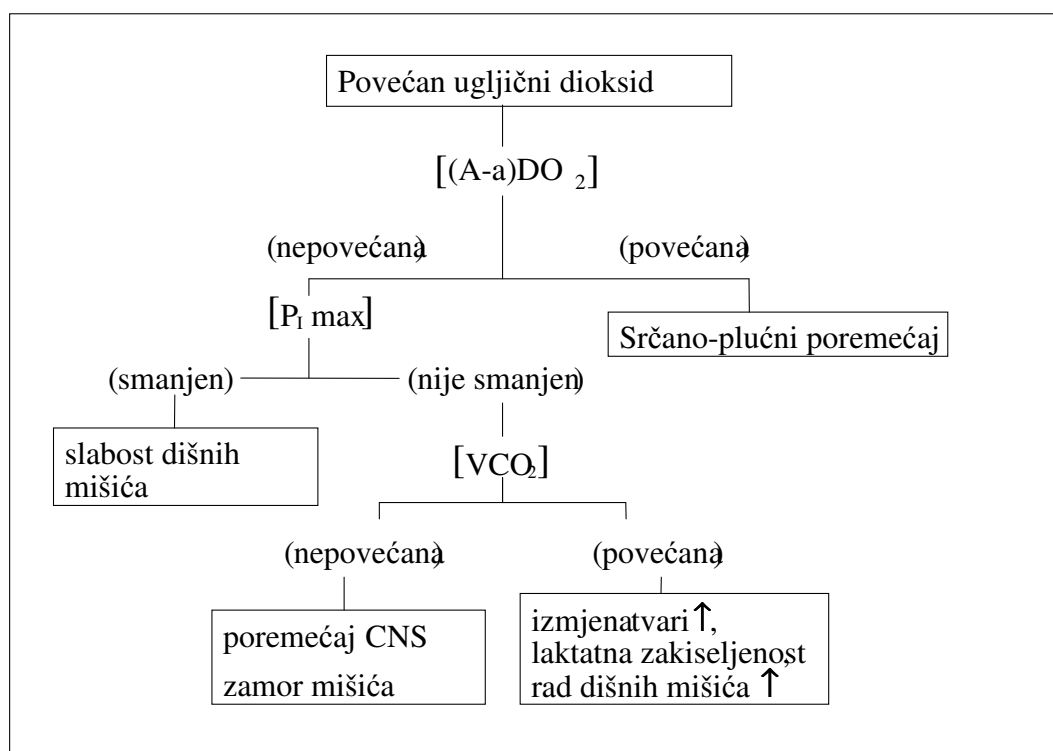 Povećan ugljični dioksid
[(A-a)DO 2]
(nepovećana)
(povećana)
[PI max]
Srčano-plućni poremećaj
(smanjen)
(nije smanjen)
slabost dišnih
mišića
[VCO2]
(nepovećana)
(povećana)
poremećaj CNS
zamor mišića
izmjenatvari↑,
laktatna zakiseljenost,
rad dišnih mišića ↑